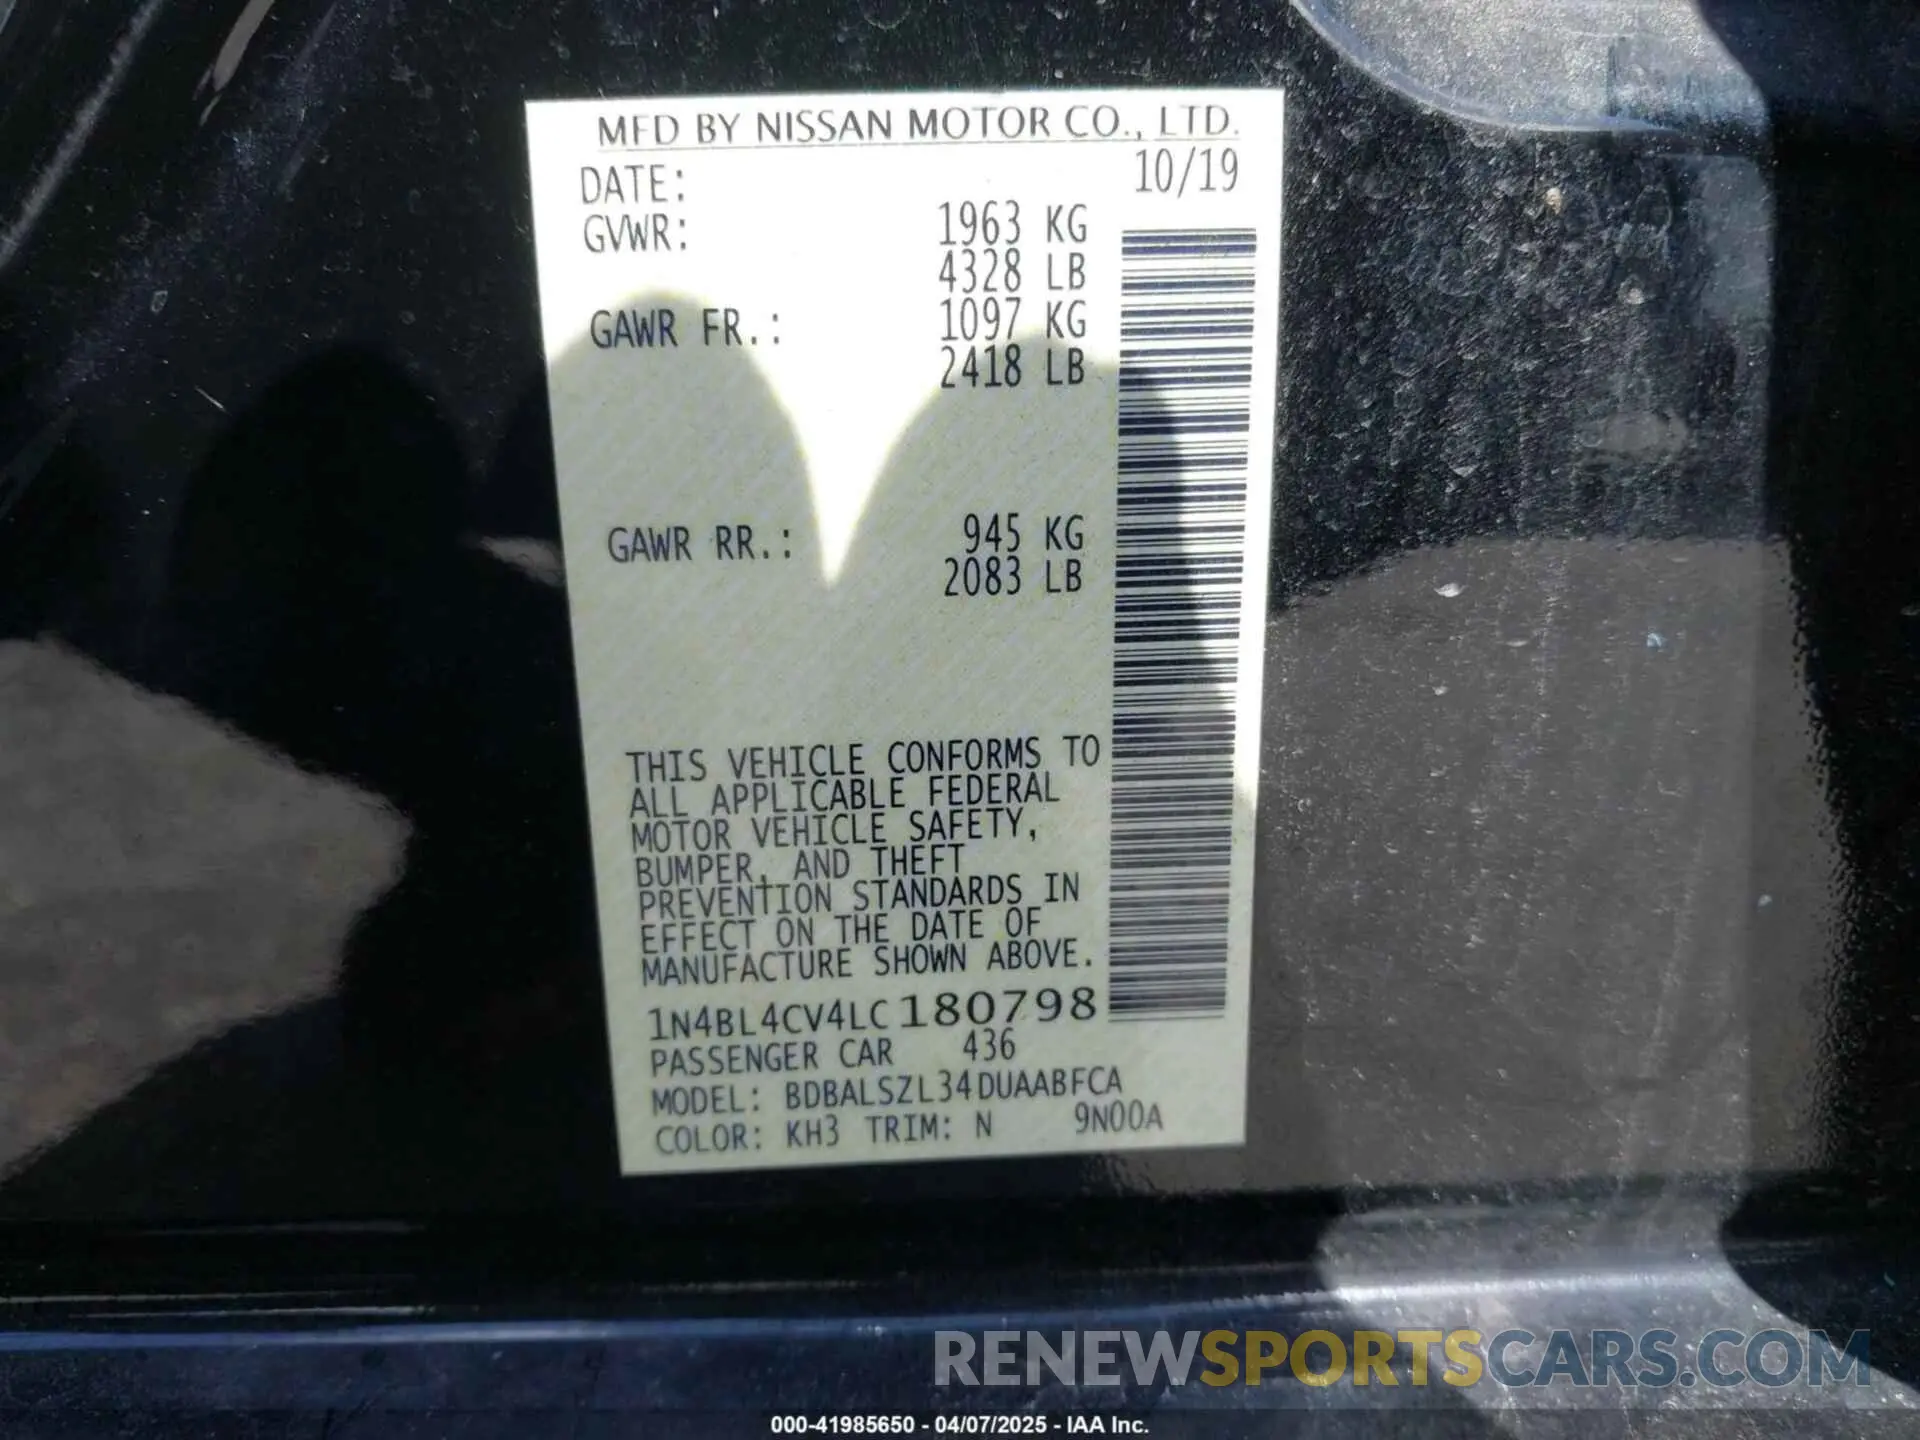 MFD BY NISSAN MOTOR CO., LTD.
DATE: 10/19
GVWR: 1963 KG
4328 LB
GAWR FR.: 1097 KG
2418 LB
GAWR RR.: 945 KG
2083 LB
THIS VEHICLE CONFORMS TO
ALL APPLICABLE FEDERAL
MOTOR VEHICLE SAFETY,
BUMPER, AND THEFT
PREVENTION STANDARDS IN
EFFECT ON THE DATE OF
MANUFACTURE SHOWN ABOVE.
1N4BL4CV4LC180798
PASSENGER CAR 436
MODEL: BDBALSZL34DUAABFCA
COLOR: KH3 TRIM: N 9N00A
RENEWSPORTSCARS.COM
000-41985650 - 04/07/2025 - IAA Inc.